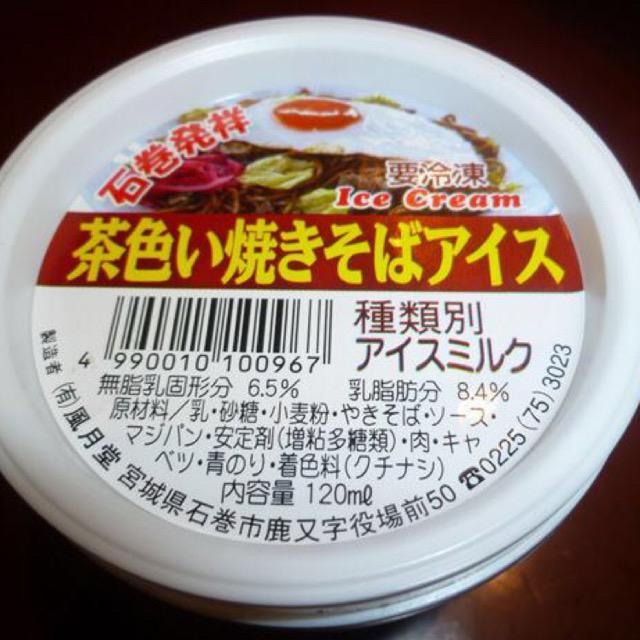 石巻発祥
要冷凍
Ice Cream
茶色い焼きそばアイス
4 990010 100967
種類別
アイスミルク
無脂乳固形分 6.5% 乳脂肪分 8.4%
原材料/乳・砂糖・小麦粉・やきそば・ソース・
マジパン・安定剤(増粘多糖類)・肉・キャ
ベツ・青のり・着色料(クチナシ)
内容量 120mℓ
製造者 (有)風月堂 宮城県石巻市鹿又字役場前50 ☎0225(75)3023